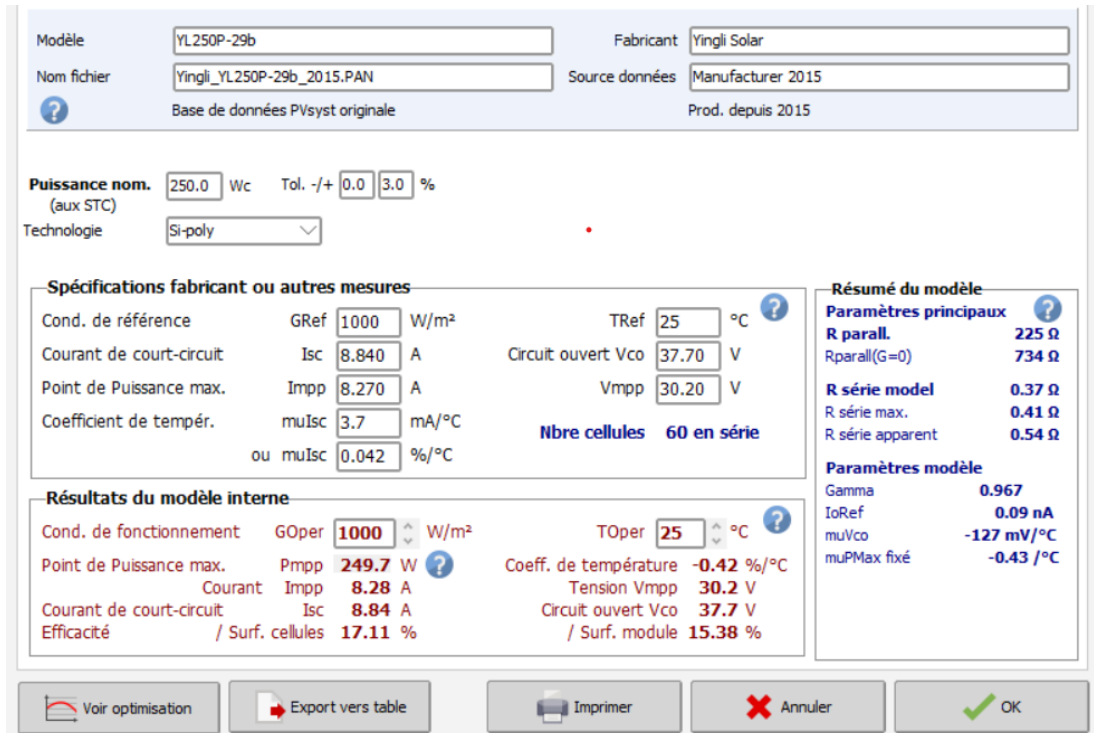 Modèle YL250P-29b Fabricant Yingli Solar
Nom fichier Yingli_YL250P-29b_2015.PAN Source données Manufacturer 2015
? Base de données PVsyst originale Prod. depuis 2015
Puissance nom. 250.0 Wc Tol. -/+ 0.0 3.0 %
(aux STC)
Technologie Si-poly
Spécifications fabricant ou autres mesures
Cond. de référence GRef 1000 W/m² TRef 25 °C ?
Courant de court-circuit Isc 8.840 A Circuit ouvert Vco 37.70 V
Point de Puissance max. Impp 8.270 A Vmpp 30.20 V
Coefficient de tempér. muIsc 3.7 mA/°C Nbre cellules 60 en série
ou muIsc 0.042 %/°C
Résultats du modèle interne
Cond. de fonctionnement GOper 1000 W/m² TOper 25 °C ?
Point de Puissance max. Pmpp 249.7 W ? Coeff. de température -0.42 %/°C
Courant Impp 8.28 A Tension Vmpp 30.2 V
Courant de court-circuit Isc 8.84 A Circuit ouvert Vco 37.7 V
Efficacité / Surf. cellules 17.11 % / Surf. module 15.38 %
Résumé du modèle
Paramètres principaux ?
R parall. 225 Ω
Rparall(G=0) 734 Ω
R série model 0.37 Ω
R série max. 0.41 Ω
R série apparent 0.54 Ω
Paramètres modèle
Gamma 0.967
IoRef 0.09 nA
muVco -127 mV/°C
muPMax fixé -0.43 /°C
Voir optimisation Export vers table Imprimer Annuler OK